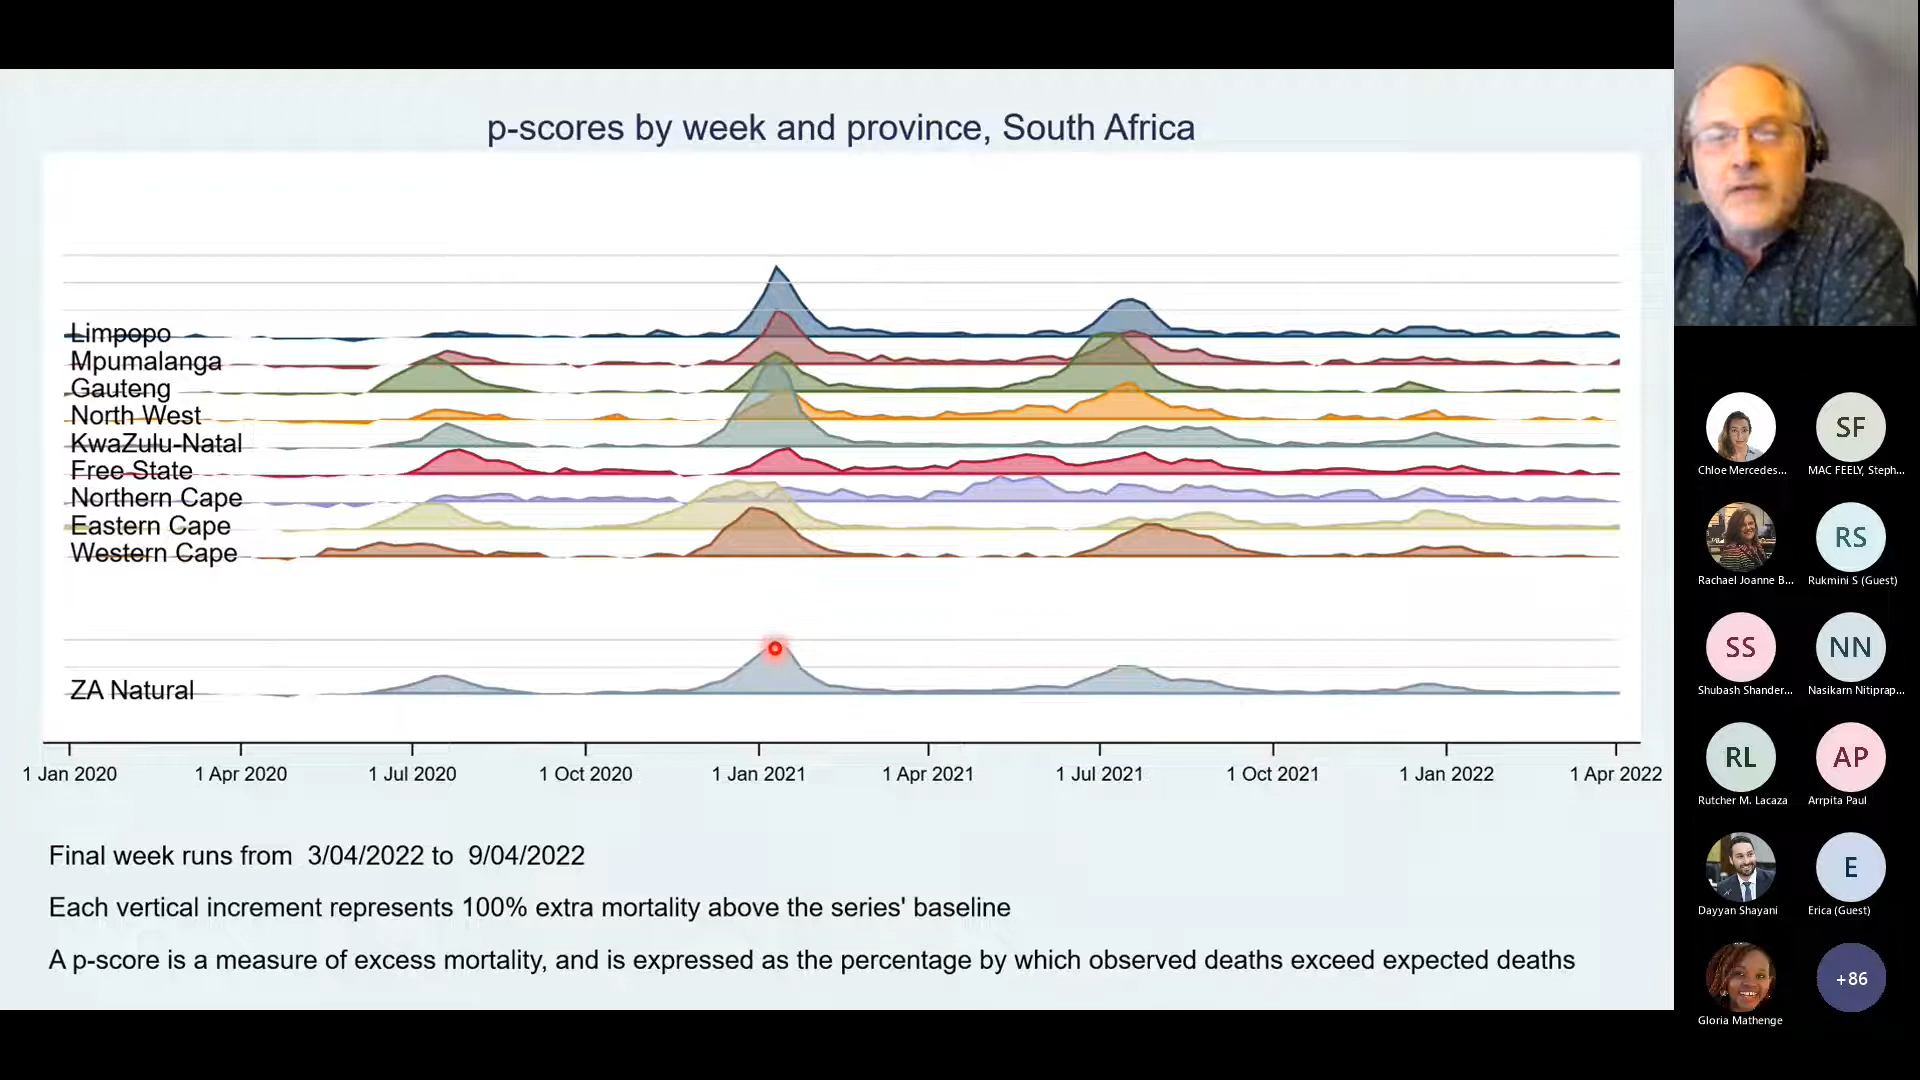 p-scores by week and province, South Africa
Limpopo
Mpumalanga
Gauteng
North West
KwaZulu-Natal
Free State
Northern Cape
Eastern Cape
Western Cape
ZA Natural
1 Jan 2020 1 Apr 2020 1 Jul 2020 1 Oct 2020 1 Jan 2021 1 Apr 2021 1 Jul 2021 1 Oct 2021 1 Jan 2022 1 Apr 2022
Final week runs from 3/04/2022 to 9/04/2022
Each vertical increment represents 100% extra mortality above the series' baseline
A p-score is a measure of excess mortality, and is expressed as the percentage by which observed deaths exceed expected deaths
SF
Chloe Mercedes... MAC FEELY, Steph...
RS
Rachael Joanne B... Rukmini S (Guest)
SS NN
Shubash Shander... Nasikarn Nitiprap...
RL AP
Rutcher M. Lacaza Arrpita Paul
E
Dayyan Shayani Erica (Guest)
+86
Gloria Mathenge